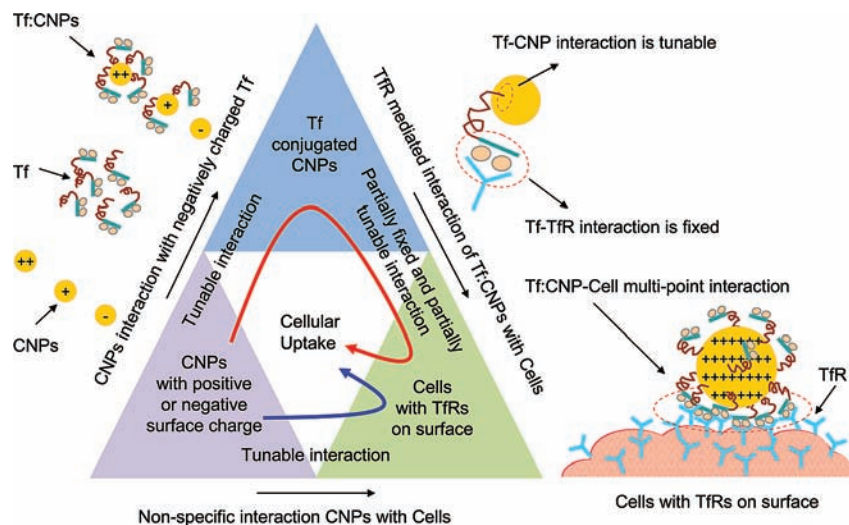 Tf:CNPs
++
+
-
Tf
++
+
-
CNPs
CNPs interaction with negatively charged Tf
Tunable interaction
Tf
conjugated
CNPs
TfR mediated interaction of Tf:CNPs with Cells
Partially fixed and partially
tunable interaction
Cellular
Uptake
CNPs
with positive
or negative
surface charge
Cells
with TfRs
on surface
Tunable interaction
Non-specific interaction CNPs with Cells
Tf-CNP interaction is tunable
Tf-TfR interaction is fixed
Tf:CNP-Cell multi-point interaction
TfR
Cells with TfRs on surface